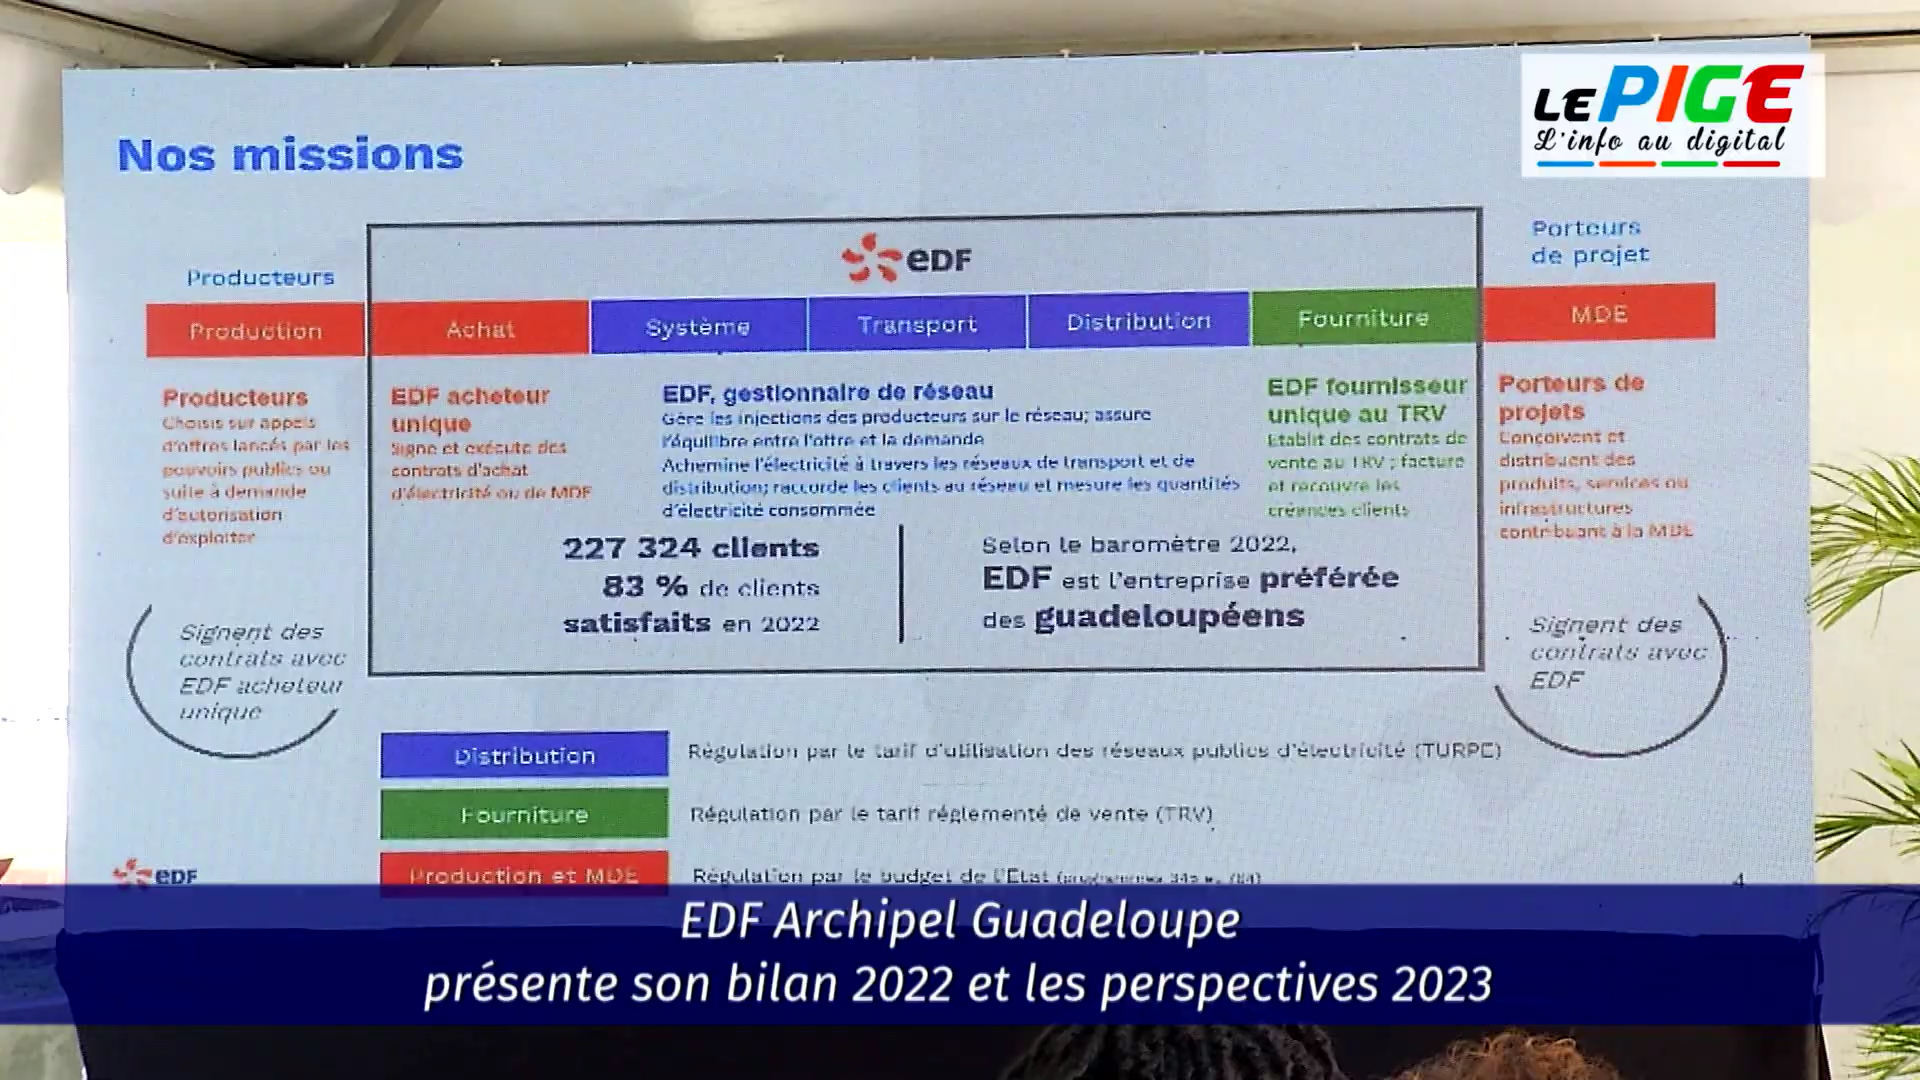 LE PIGE
L'info au digital
Nos missions
Producteurs
edF
Porteurs
de projet
Production
Achat
Système
Transport
Distribution
Fourniture
MDE
Producteurs
Choisis sur appels
d'offres lancés par les
pouvoirs publics ou
suite à demande
d'autorisation
d'exploiter
EDF acheteur
unique
Signe et exécute des
contrats d'achat
d'électricité ou de MDE
EDF, gestionnaire de réseau
Gère les injections des producteurs sur le réseau; assure
l'équilibre entre l'offre et la demande
Achemine l'électricité à travers les réseaux de transport et de
distribution; raccorde les clients au réseau et mesure les quantités
d'électricité consommée
EDF fournisseur
unique au TRV
Etablit des contrats de
vente au TRV ; facture
et recouvre les
créances clients
Porteurs de
projets
Conçoivent et
distribuent des
produits, services ou
infrastructures
contribuant à la MDE
227 324 clients
83 % de clients
satisfaits en 2022
Selon le baromètre 2022,
EDF est l'entreprise préférée
des guadeloupéens
Signent des
contrats avec
EDF acheteur
unique
Signent des
contrats avec
EDF
Distribution
Régulation par le tarif d'utilisation des réseaux publics d'électricité (TURPE)
Fourniture
Régulation par le tarif réglementé de vente (TRV)
Production et MDE
Régulation par le budget de l'Etat
edF
4
EDF Archipel Guadeloupe
présente son bilan 2022 et les perspectives 2023